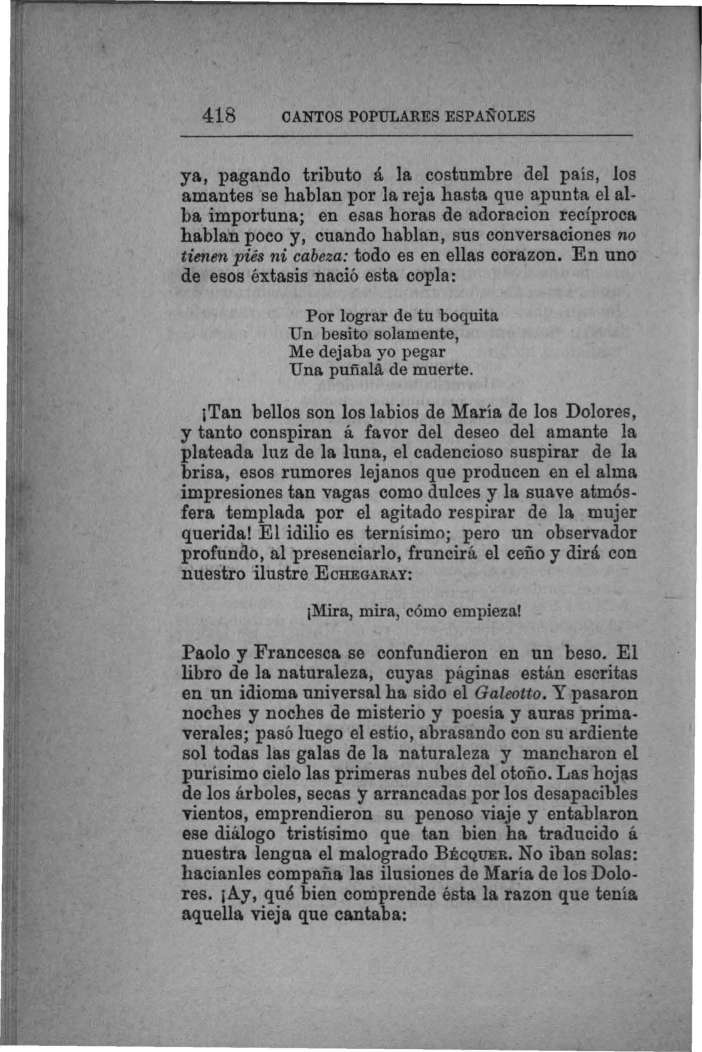 418 CANTOS POPULARES ESPAÑOLES
ya, pagando tributo á la costumbre del país, los
amantes se hablan por la reja hasta que apunta el al-
ba importuna; en esas horas de adoracion recíproca
hablan poco y, cuando hablan, sus conversaciones no
tienen piés ni cabeza: todo es en ellas corazon. En uno
de esos éxtasis nació esta copla:
Por lograr de tu boquita
Un besito solamente,
Me dejaba yo pegar
Una puñalâ de muerte.
¡Tan bellos son los labios de María de los Dolores,
y tanto conspiran á favor del deseo del amante la
plateada luz de la luna, el cadencioso suspirar de la
brisa, esos rumores lejanos que producen en el alma
impresiones tan vagas como dulces y la suave atmós-
fera templada por el agitado respirar de la mujer
querida! El idilio es ternísimo; pero un observador
profundo, al presenciarlo, fruncirá el ceño y dirá con
nuestro ilustre ECHEGARAY:
¡Mira, mira, cómo empieza!
Paolo y Francesca se confundieron en un beso. El
libro de la naturaleza, cuyas páginas están escritas
en un idioma universal ha sido el Galeotto. Y pasaron
noches y noches de misterio y poesía y auras prima-
verales; pasó luego el estío, abrasando con su ardiente
sol todas las galas de la naturaleza y mancharon el
purísimo cielo las primeras nubes del otoño. Las hojas
de los árboles, secas y arrancadas por los desapacibles
vientos, emprendieron su penoso viaje y entablaron
ese diálogo tristísimo que tan bien ha traducido á
nuestra lengua el malogrado BÉCQUER. No iban solas:
hacianles compaña las ilusiones de María de los Dolo-
res. ¡Ay, qué bien comprende ésta la razon que tenía
aquella vieja que cantaba: